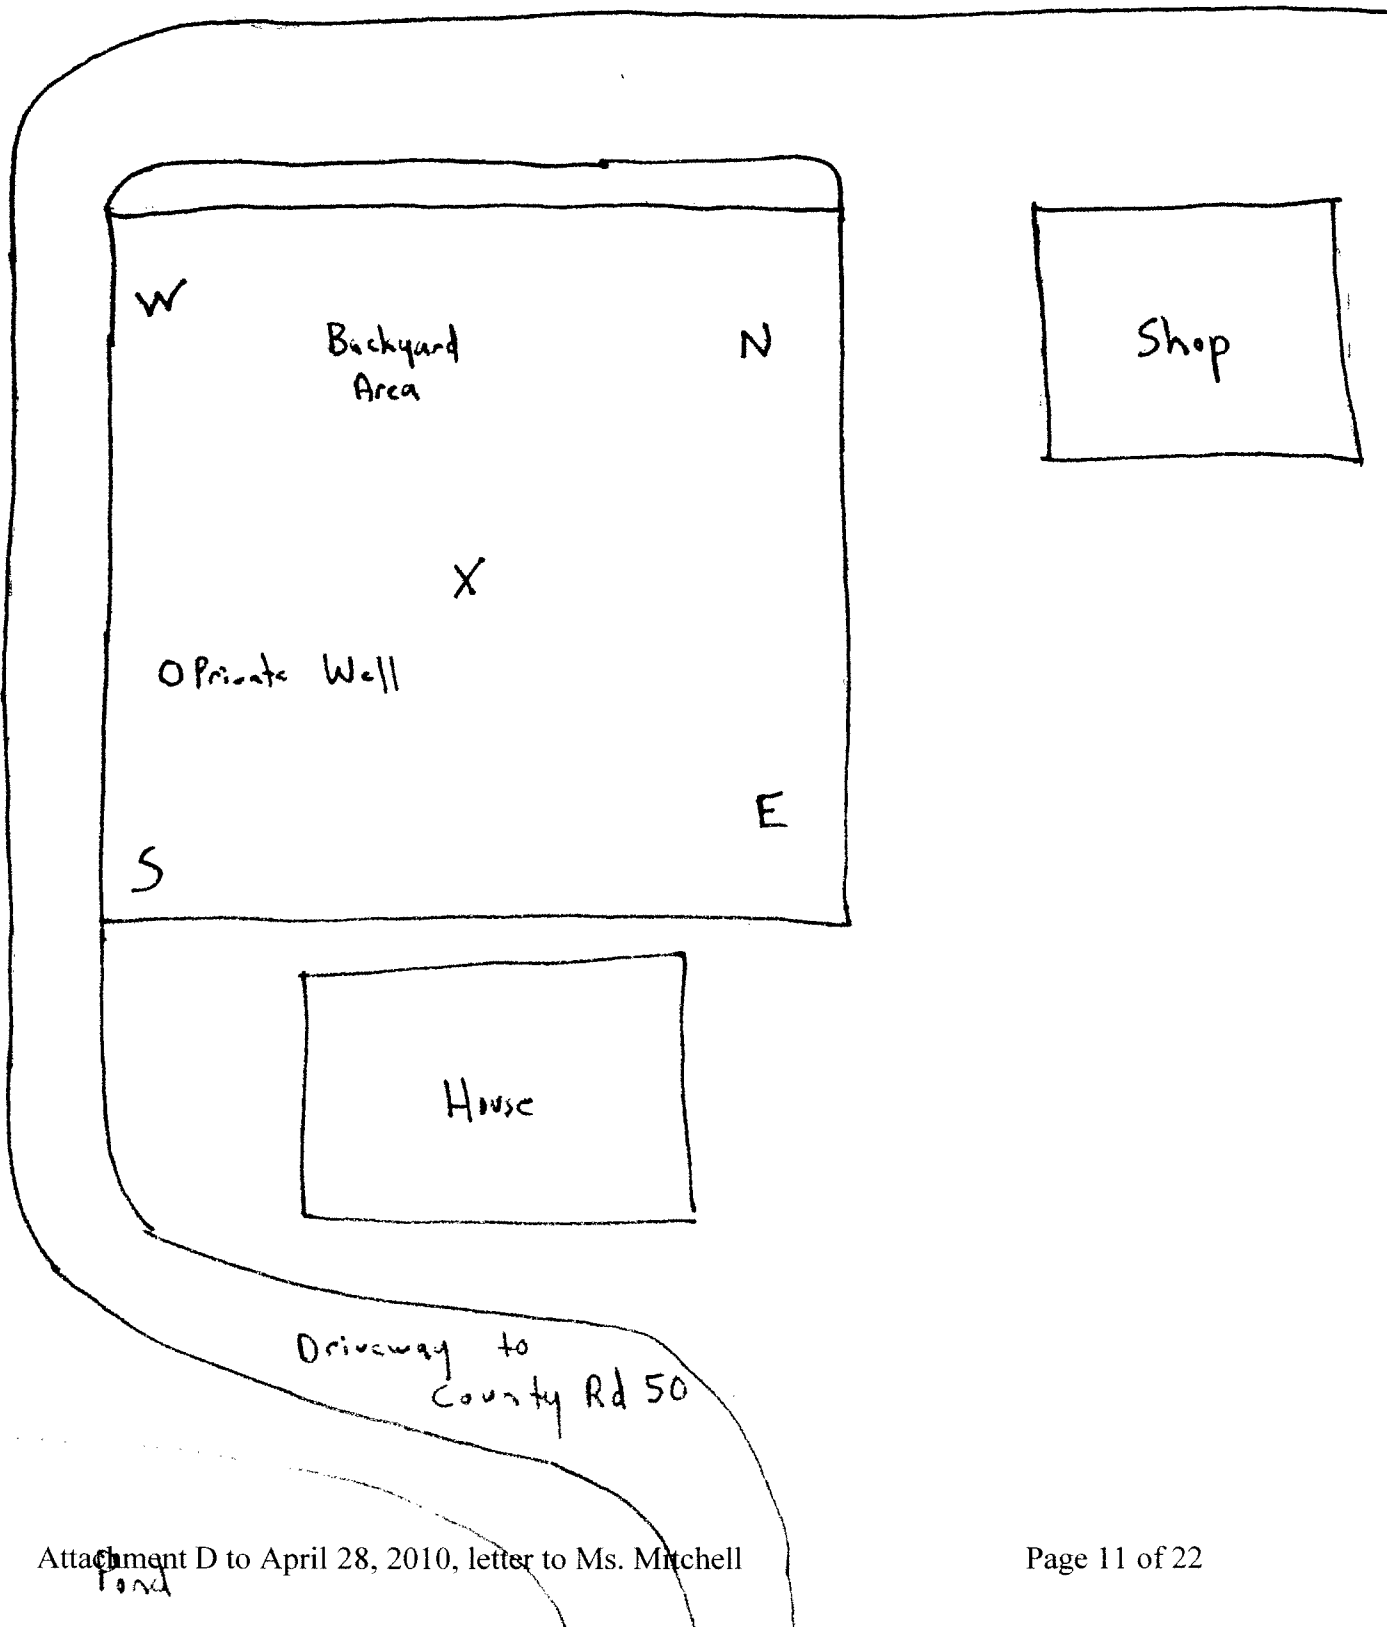 W
Backyard
Area
N
Shop
X
O Private Well
E
S
House
Driveway to
County Rd 50
Attachment D to April 28, 2010, letter to Ms. Mitchell
Page 11 of 22
Pond